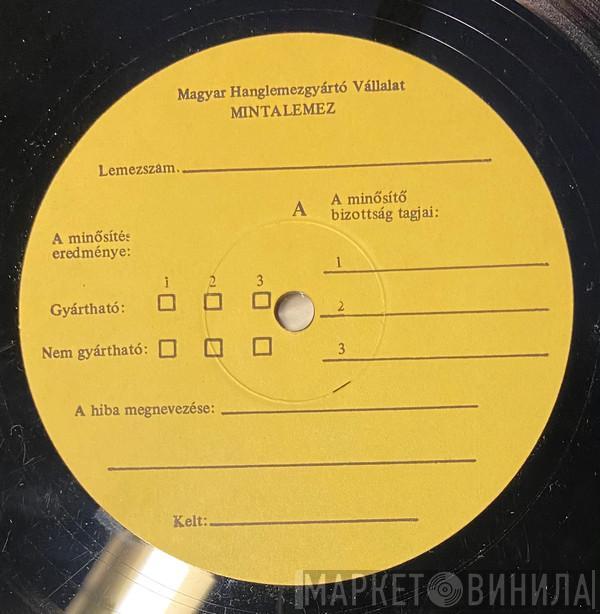 Magyar Hanglemezgyártó Vállalat
MINTALEMEZ
Lemezszám.
A
A minősítő
bizottság tagjai:
A minősítés
eredménye:
1 2 3
Gyártható:
Nem gyártható:
1
2
3
A hiba megnevezése:
Kelt:
МАРКЕТ ВИНИЛА